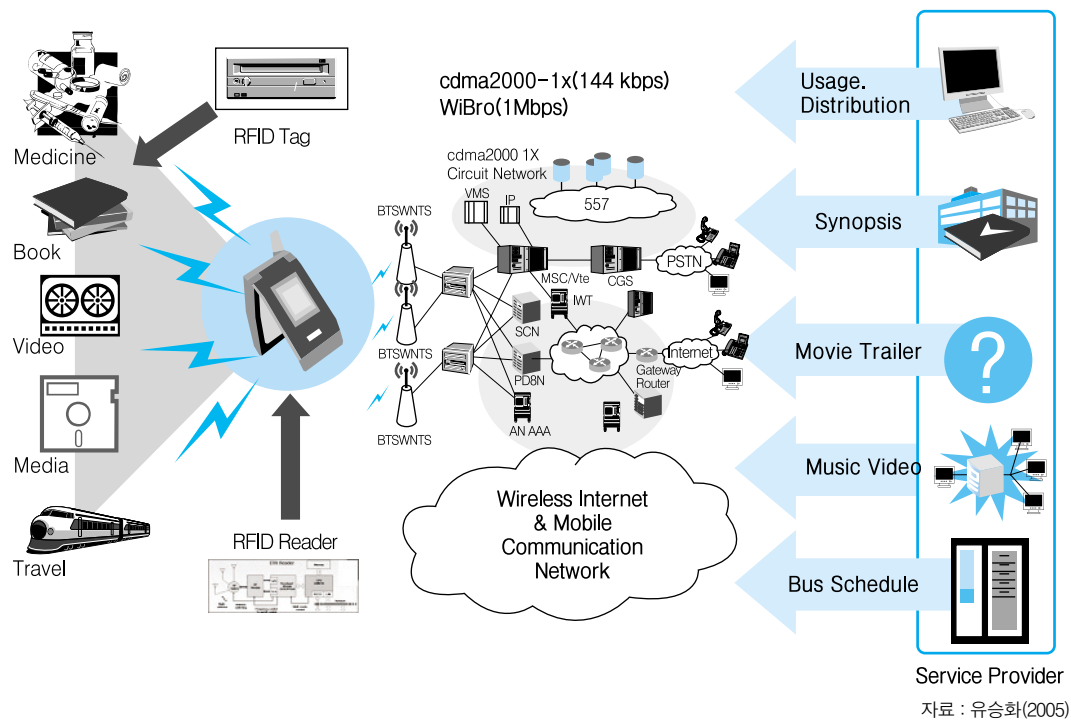 Medicine
Book
Video
Media
Travel
RFID Tag
RFID Reader
cdma2000-1x(144 kbps)
WiBro(1Mbps)
cdma2000 1X
Circuit Network
VMS
IP
557
BTSWNTS
MSC/Vte
CGS
PSTN
IWT
SCN
BTSWNTS
PD8N
Internet
Gateway
Router
AN AAA
BTSWNTS
Wireless Internet
& Mobile
Communication
Network
Usage.
Distribution
Synopsis
Movie Trailer
?
Music Video
Bus Schedule
Service Provider
자료 : 유승화(2005)